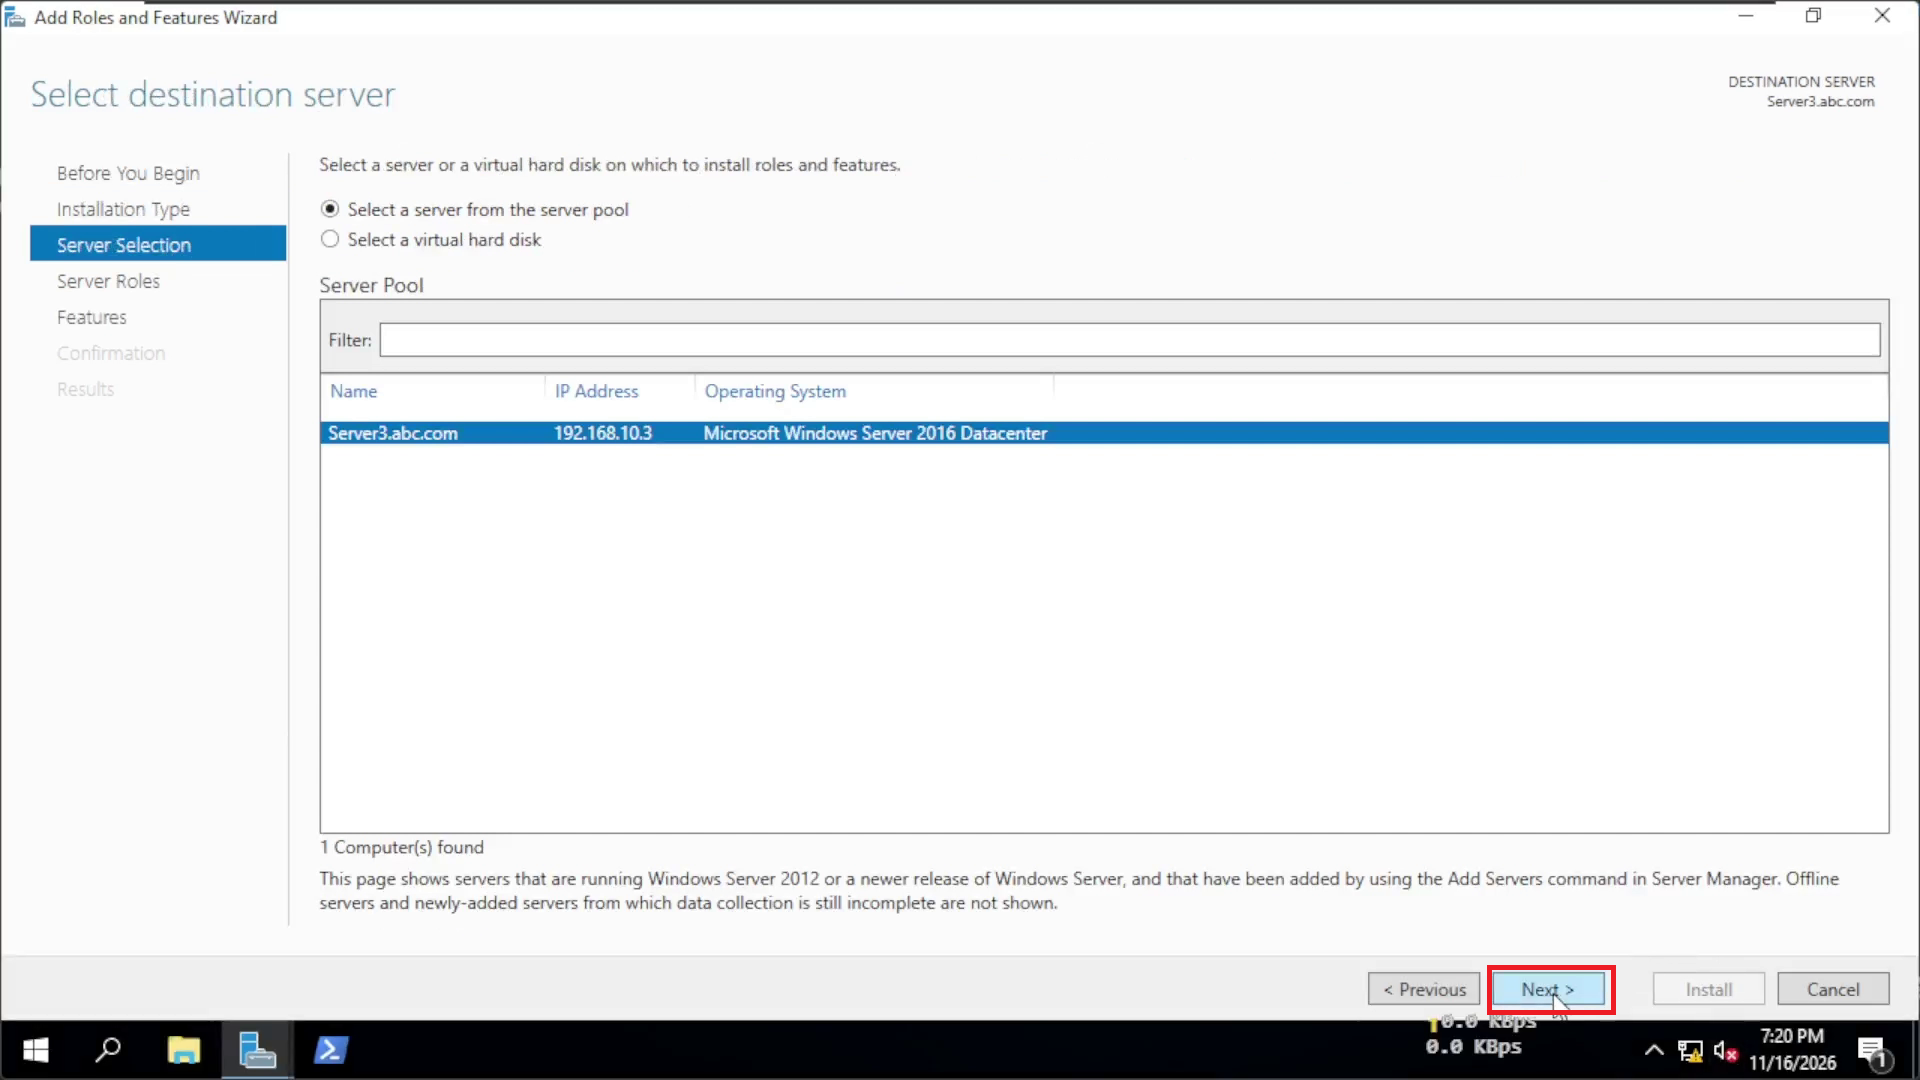 Add Roles and Features Wizard
Select destination server
DESTINATION SERVER
Server3.abc.com
Before You Begin
Installation Type
Server Selection
Server Roles
Features
Confirmation
Results
Select a server or a virtual hard disk on which to install roles and features.
Select a server from the server pool
Select a virtual hard disk
Server Pool
Filter:
Name IP Address Operating System
Server3.abc.com 192.168.10.3 Microsoft Windows Server 2016 Datacenter
1 Computer(s) found
This page shows servers that are running Windows Server 2012 or a newer release of Windows Server, and that have been added by using the Add Servers command in Server Manager. Offline
servers and newly-added servers from which data collection is still incomplete are not shown.
< Previous Next > Install Cancel
0.0 KBps
0.0 KBps
7:20 PM
11/16/2026
1